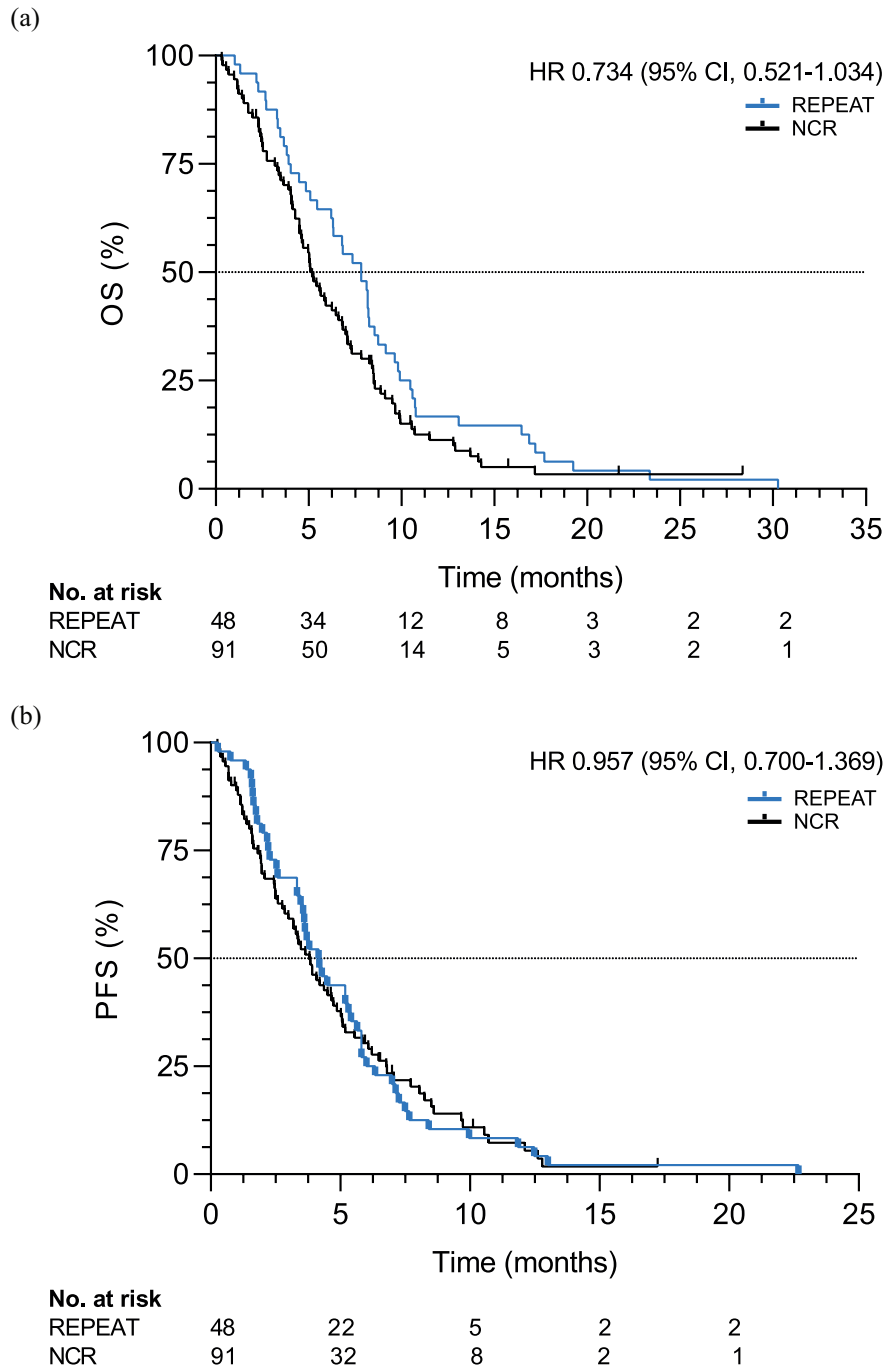 (a)
HR 0.734 (95% CI, 0.521-1.034)
REPEAT
NCR
100
75
50
25
0
OS (%)
0 5 10 15 20 25 30 35
Time (months)
No. at risk
REPEAT 48 34 12 8 3 2 2
NCR 91 50 14 5 3 2 1
(b)
HR 0.957 (95% CI, 0.700-1.369)
REPEAT
NCR
100
75
50
25
0
PFS (%)
0 5 10 15 20 25
Time (months)
No. at risk
REPEAT 48 22 5 2 2
NCR 91 32 8 2 1